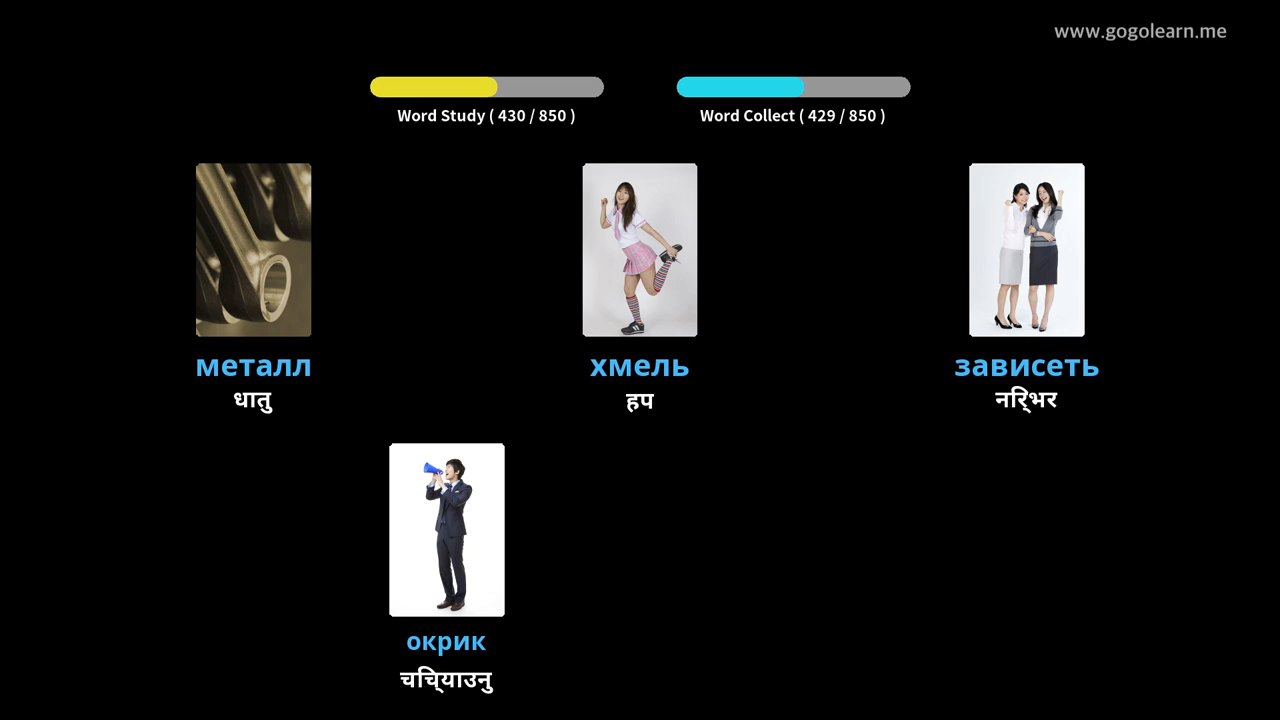 www.gogolearn.me
Word Study ( 430 / 850 )
Word Collect ( 429 / 850 )
металл
хмель
зависеть
धातु
हप
नरि्भर
окрик
चचि्याउनु